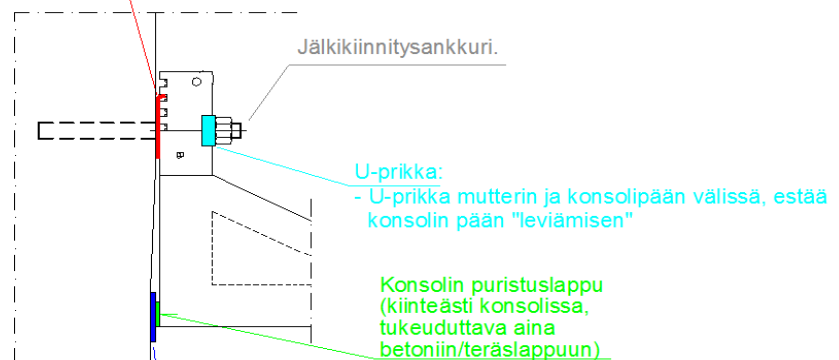 Jälkikiinnitysankkuri.
U-prikka:
- U-prikka mutterin ja konsolipään välissä, estää
konsolin pään "leviämisen"
Konsolin puristuslappu
(kiinteästi konsolissa,
tukeuduttava aina
betoniin/teräslappuun)